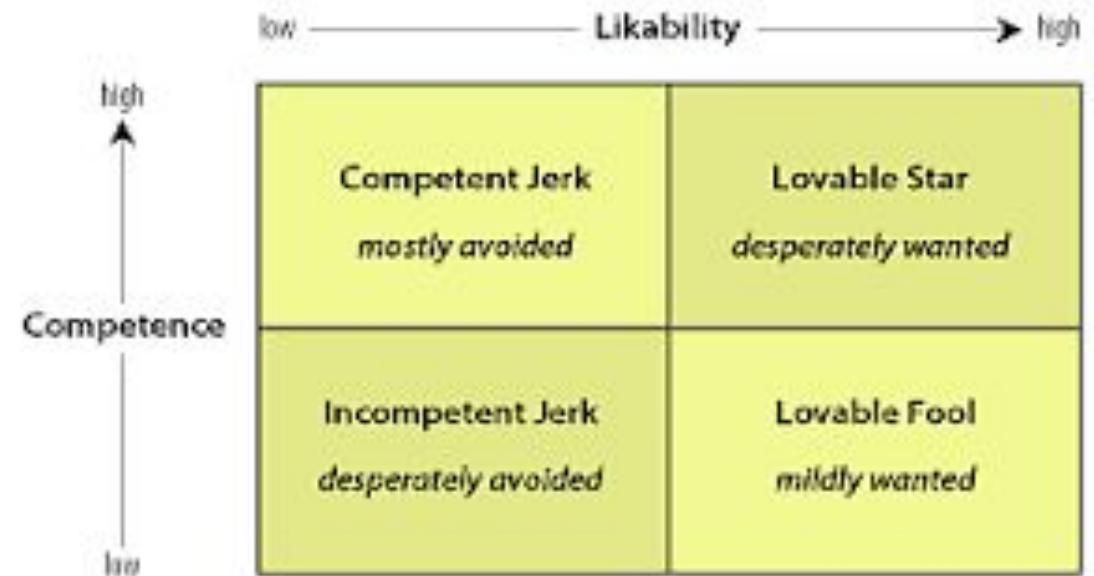 low Likability high
high
Competent Jerk Lovable Star
mostly avoided desperately wanted
Competence
Incompetent Jerk Lovable Fool
desperately avoided mildly wanted
low